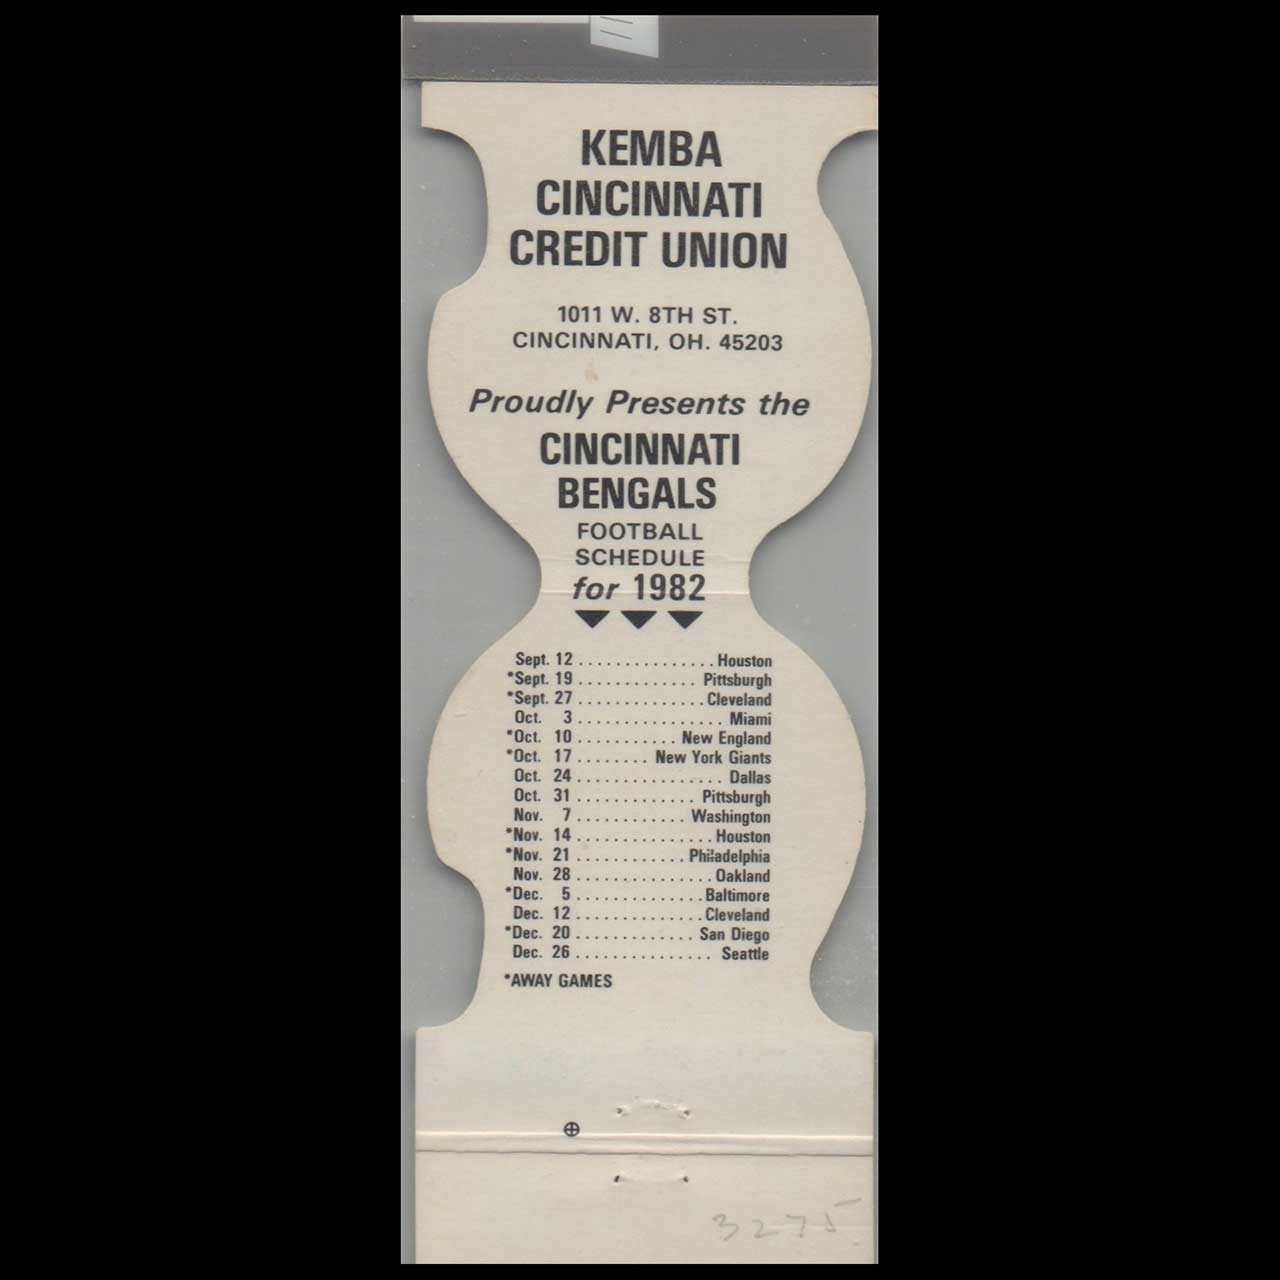 KEMBA
CINCINNATI
CREDIT UNION
1011 W. 8TH ST.
CINCINNATI, OH. 45203
Proudly Presents the
CINCINNATI
BENGALS
FOOTBALL
SCHEDULE
for 1982
Sept. 12 ............... Houston
*Sept. 19 ............. Pittsburgh
*Sept. 27 .............. Cleveland
Oct. 3 ................ Miami
*Oct. 10 ........... New England
*Oct. 17 ........ New York Giants
Oct. 24 ................ Dallas
Oct. 31 ............. Pittsburgh
Nov. 7 ............ Washington
*Nov. 14 ............... Houston
*Nov. 21 ............ Philadelphia
Nov. 28 ............... Oakland
*Dec. 5 .............. Baltimore
Dec. 12 .............. Cleveland
*Dec. 20 ............. San Diego
Dec. 26 ............... Seattle
*AWAY GAMES
3275